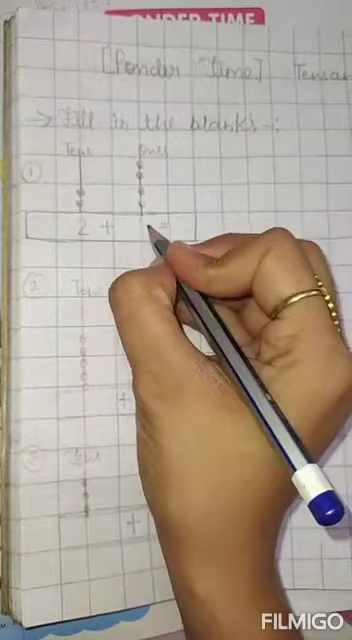 PONDER TIME
[Ponder Time] Tens
→ Fill in the blanks -:
Tens ones
①
2 +
② Tens
+
③ Tens
+
FILMIGO